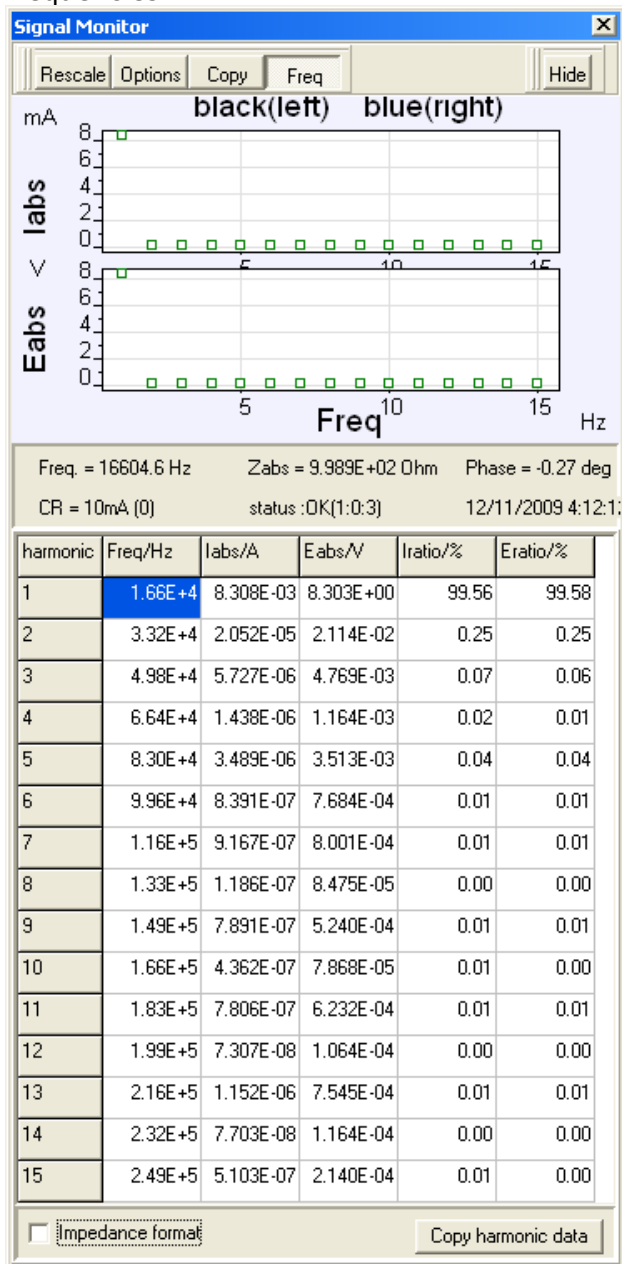 Signal Monitor
Rescale Options Copy Freq Hide
black(left) blue(right)
mA
8
6
4
2
0
Iabs
5 10 15
V
8
6
4
2
0
Eabs
5 10 15
Freq
Hz
Freq. = 16604.6 Hz Zabs = 9.989E+02 Ohm Phase = -0.27 deg
CR = 10mA (0) status :OK(1:0:3) 12/11/2009 4:12:1
harmonic Freq/Hz Iabs/A Eabs/V Iratio/% Eratio/%
1 1.66E+4 8.308E-03 8.303E+00 99.56 99.58
2 3.32E+4 2.052E-05 2.114E-02 0.25 0.25
3 4.98E+4 5.727E-06 4.769E-03 0.07 0.06
4 6.64E+4 1.438E-06 1.164E-03 0.02 0.01
5 8.30E+4 3.489E-06 3.513E-03 0.04 0.04
6 9.96E+4 8.391E-07 7.684E-04 0.01 0.01
7 1.16E+5 9.167E-07 8.001E-04 0.01 0.01
8 1.33E+5 1.186E-07 8.475E-05 0.00 0.00
9 1.49E+5 7.891E-07 5.240E-04 0.01 0.01
10 1.66E+5 4.362E-07 7.868E-05 0.01 0.00
11 1.83E+5 7.806E-07 6.232E-04 0.01 0.01
12 1.99E+5 7.307E-08 1.064E-04 0.00 0.00
13 2.16E+5 1.152E-06 7.545E-04 0.01 0.01
14 2.32E+5 7.703E-08 1.164E-04 0.00 0.00
15 2.49E+5 5.103E-07 2.140E-04 0.01 0.00
Impedance format Copy harmonic data